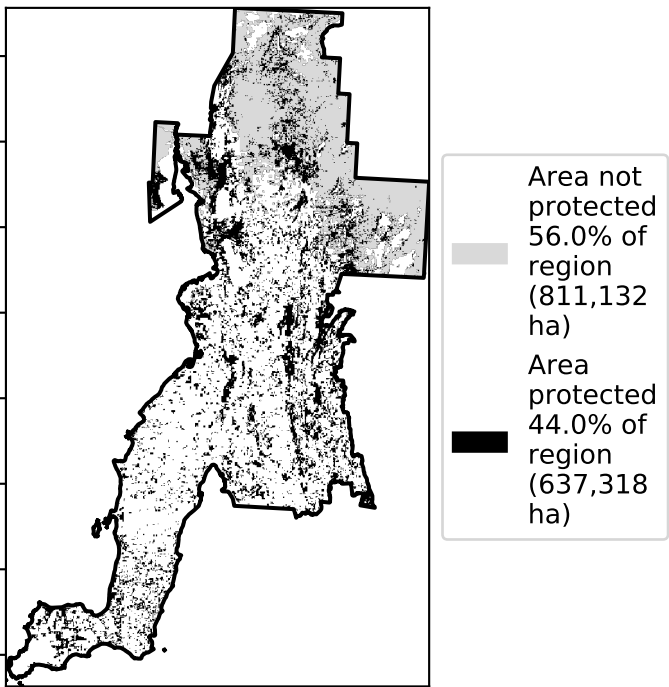 Area not
protected
56.0% of
region
(811,132
ha)
Area
protected
44.0% of
region
(637,318
ha)